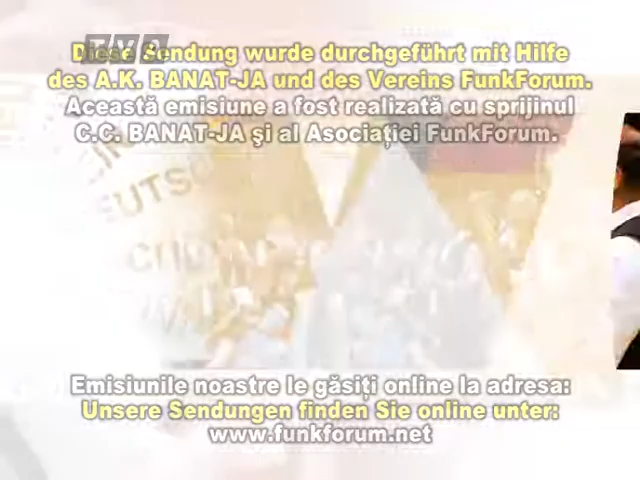 Diese Sendung wurde durchgeführt mit Hilfe
des A.K. BANAT-JA und des Vereins FunkForum.
Această emisiune a fost realizată cu sprijinul
C.C. BANAT-JA şi al Asociaţiei FunkForum.
Emisiunile noastre le găsiţi online la adresa:
Unsere Sendungen finden Sie online unter:
www.funkforum.net